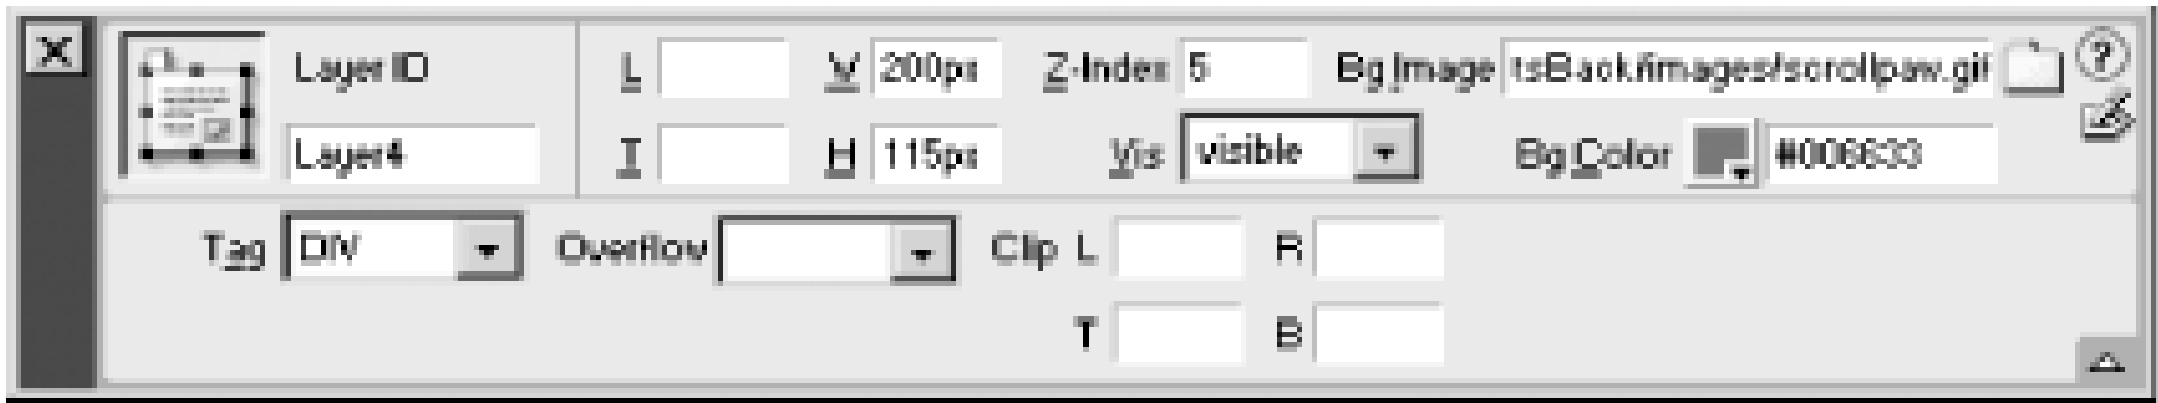 X
Layer ID L W 200px Z-Index 5 Bg Image tsBack/images/scrollpaw.gif ?
Layer4 T H 115px Vis visible Bg Color #006633
Tag DIV Overflow Clip L R
T B